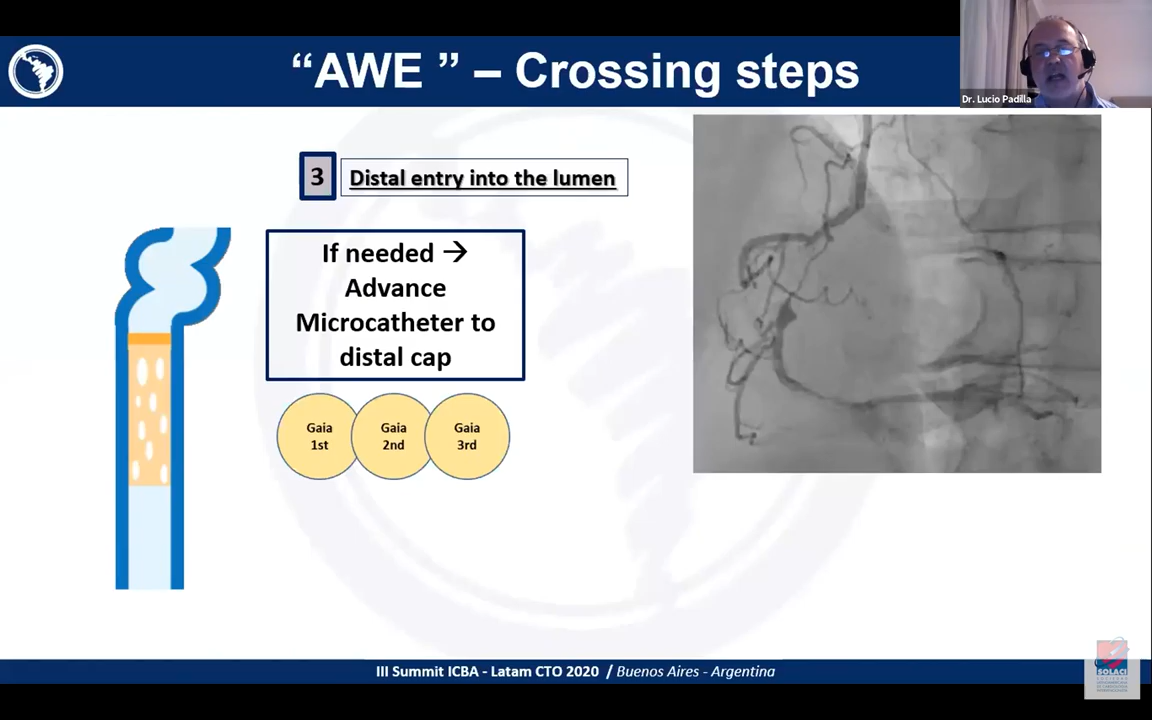 “AWE ” – Crossing steps
Dr. Lucio Padilla
3
Distal entry into the lumen
If needed →
Advance
Microcatheter to
distal cap
Gaia
1st
Gaia
2nd
Gaia
3rd
III Summit ICBA - Latam CTO 2020 / Buenos Aires - Argentina
SOLACI